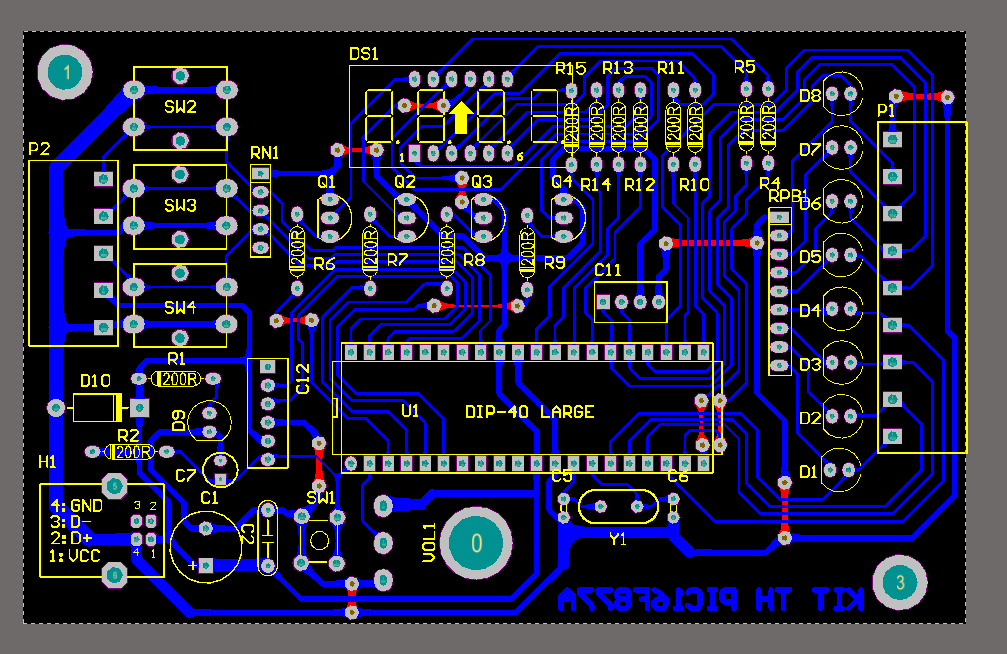 DS1
R15 R13 R11 R5
1
D8
SW2
P1
1 6
P2
RN1
D7
SW3
Q1 Q2 Q3 Q4
R14 R12 R10 R4
RPB1
D6
200R 200R 200R 200R 200R 200R 200R
R6 R7 R8 R9
200R 200R 200R 200R
D5
C11
SW4
D4
R1
200R
C12
D3
D10
U1
DIP-40 LARGE
D9
D2
R2
200R
H1
C7
C5 C6
D1
C1
SW1
4:GND
3:D-
2:D+
1:VCC
3 2
4 1
C2
VOL1
0
Y1
+
3
KIT TH PIC16F877A